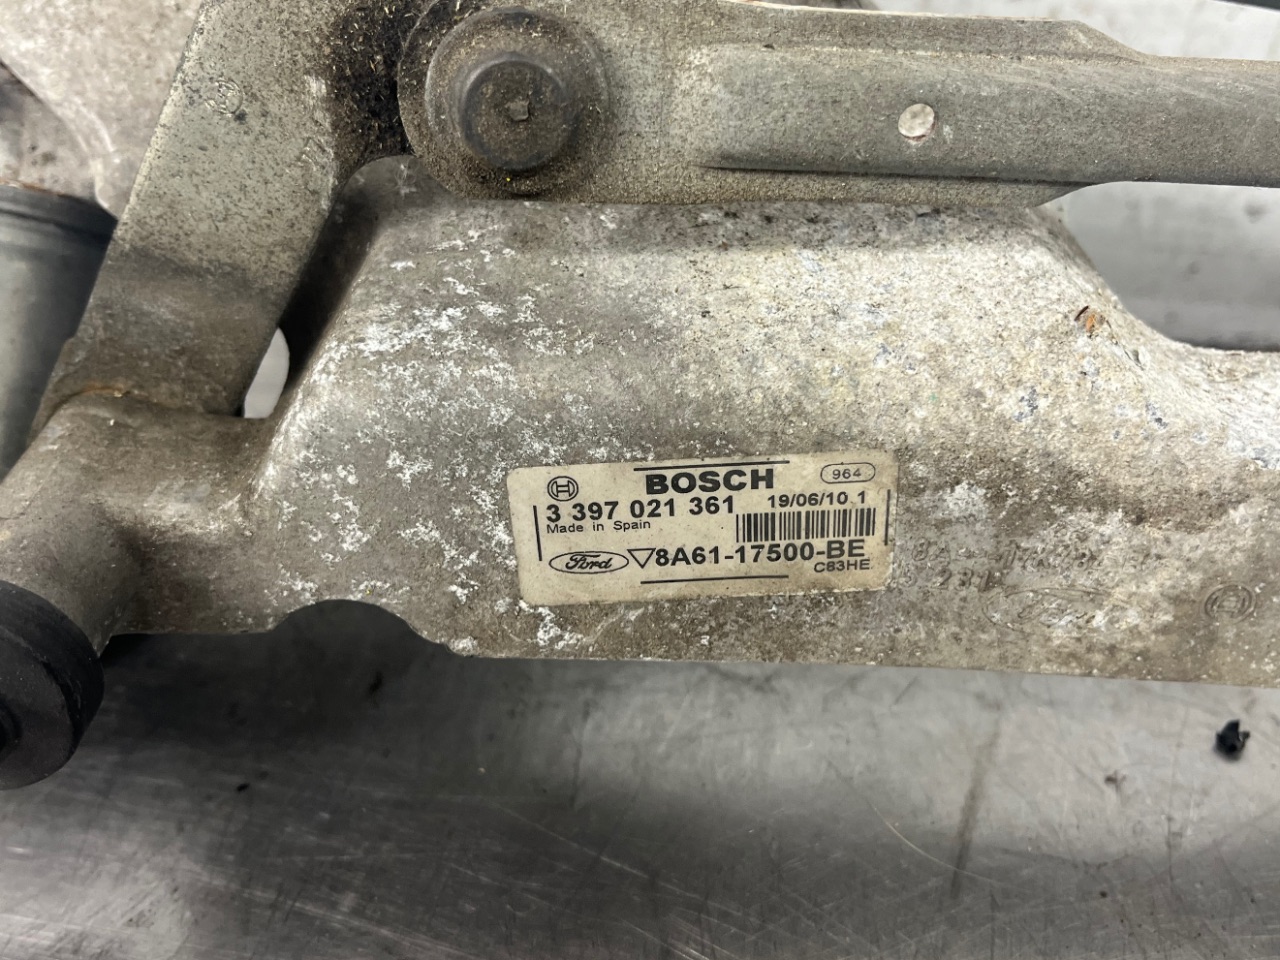 BOSCH 964
3 397 021 361 19/06/10 1
Made in Spain
Ford 8A61-17500-BE
C83HE